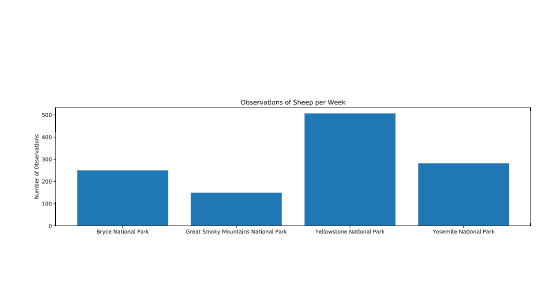 Observations of Sheep per Week
Number of Observations
500
400
300
200
100
0
Bryce National Park
Great Smoky Mountains National Park
Yellowstone National Park
Yosemite National Park